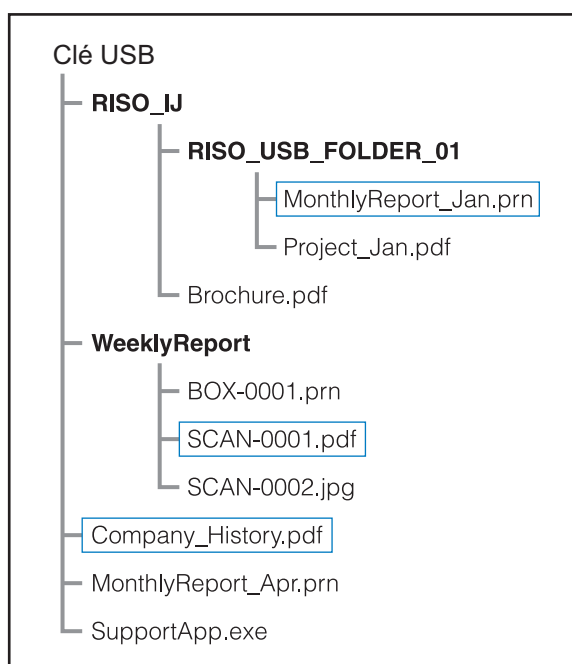 Clé USB
RISO_IJ
RISO_USB_FOLDER_01
MonthlyReport_Jan.prn
Project_Jan.pdf
Brochure.pdf
WeeklyReport
BOX-0001.prn
SCAN-0001.pdf
SCAN-0002.jpg
Company_History.pdf
MonthlyReport_Apr.prn
SupportApp.exe